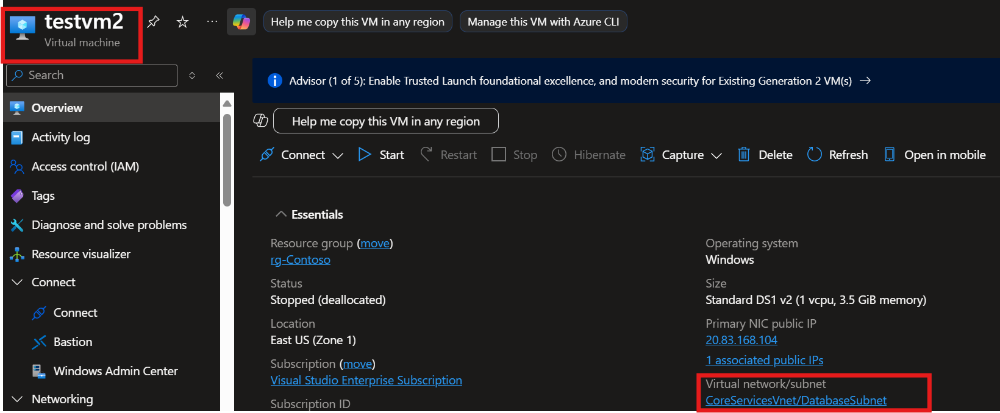 testvm2
Virtual machine
...
Help me copy this VM in any region
Manage this VM with Azure CLI
Search
Overview
Activity log
Access control (IAM)
Tags
Diagnose and solve problems
Resource visualizer
Connect
Connect
Bastion
Windows Admin Center
Networking
Advisor (1 of 5): Enable Trusted Launch foundational excellence, and modern security for Existing Generation 2 VM(s) →
Help me copy this VM in any region
Connect Start Restart Stop Hibernate Capture Delete Refresh Open in mobile
Essentials
Resource group (move)
rg-Contoso
Status
Stopped (deallocated)
Location
East US (Zone 1)
Subscription (move)
Visual Studio Enterprise Subscription
Subscription ID
Operating system
Windows
Size
Standard DS1 v2 (1 vcpu, 3.5 GiB memory)
Primary NIC public IP
20.83.168.104
1 associated public IPs
Virtual network/subnet
CoreServicesVnet/DatabaseSubnet